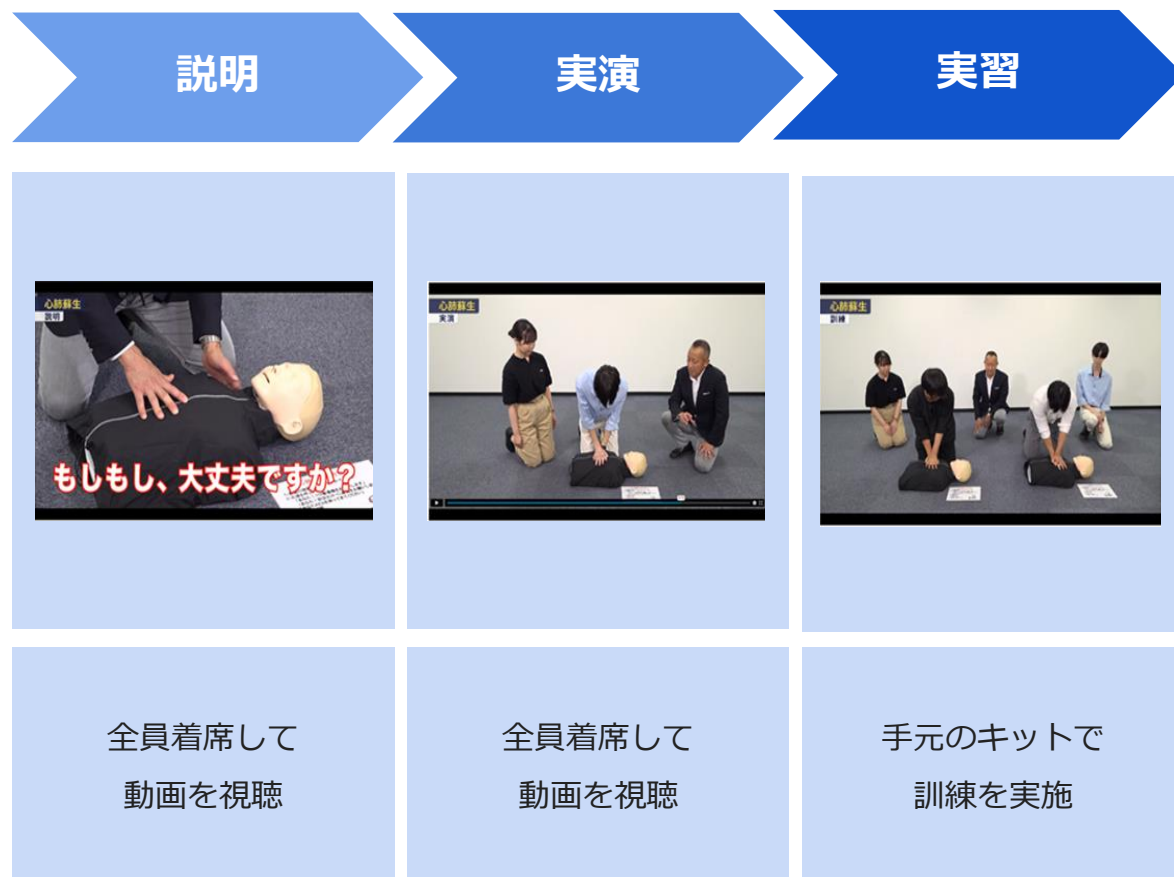 説明
実演
実習
心肺蘇生
説明
もしもし、大丈夫ですか?
心肺蘇生
実演
心肺蘇生
訓練
全員着席して
動画を視聴
全員着席して
動画を視聴
手元のキットで
訓練を実施